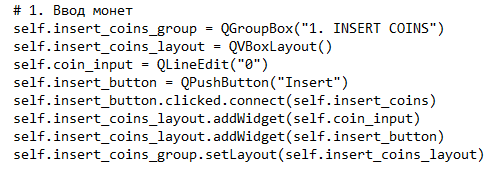 # 1. Ввод монет
self.insert_coins_group = QGroupBox("1. INSERT COINS")
self.insert_coins_layout = QVBoxLayout()
self.coin_input = QLineEdit("0")
self.insert_button = QPushButton("Insert")
self.insert_button.clicked.connect(self.insert_coins)
self.insert_coins_layout.addWidget(self.coin_input)
self.insert_coins_layout.addWidget(self.insert_button)
self.insert_coins_group.setLayout(self.insert_coins_layout)